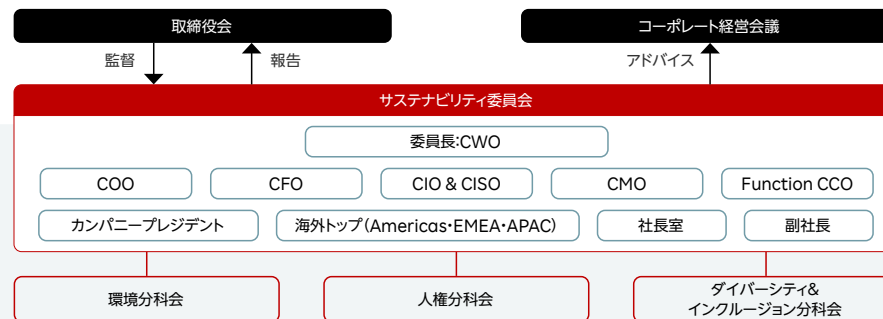 取締役会
コーポレート経営会議
監督
報告
アドバイス
サステナビリティ委員会
委員長:CWO
COO
CFO
CIO & CISO
CMO
Function CCO
カンパニープレジデント
海外トップ(Americas・EMEA・APAC)
社長室
副社長
環境分科会
人権分科会
ダイバーシティ&
インクルージョン分科会